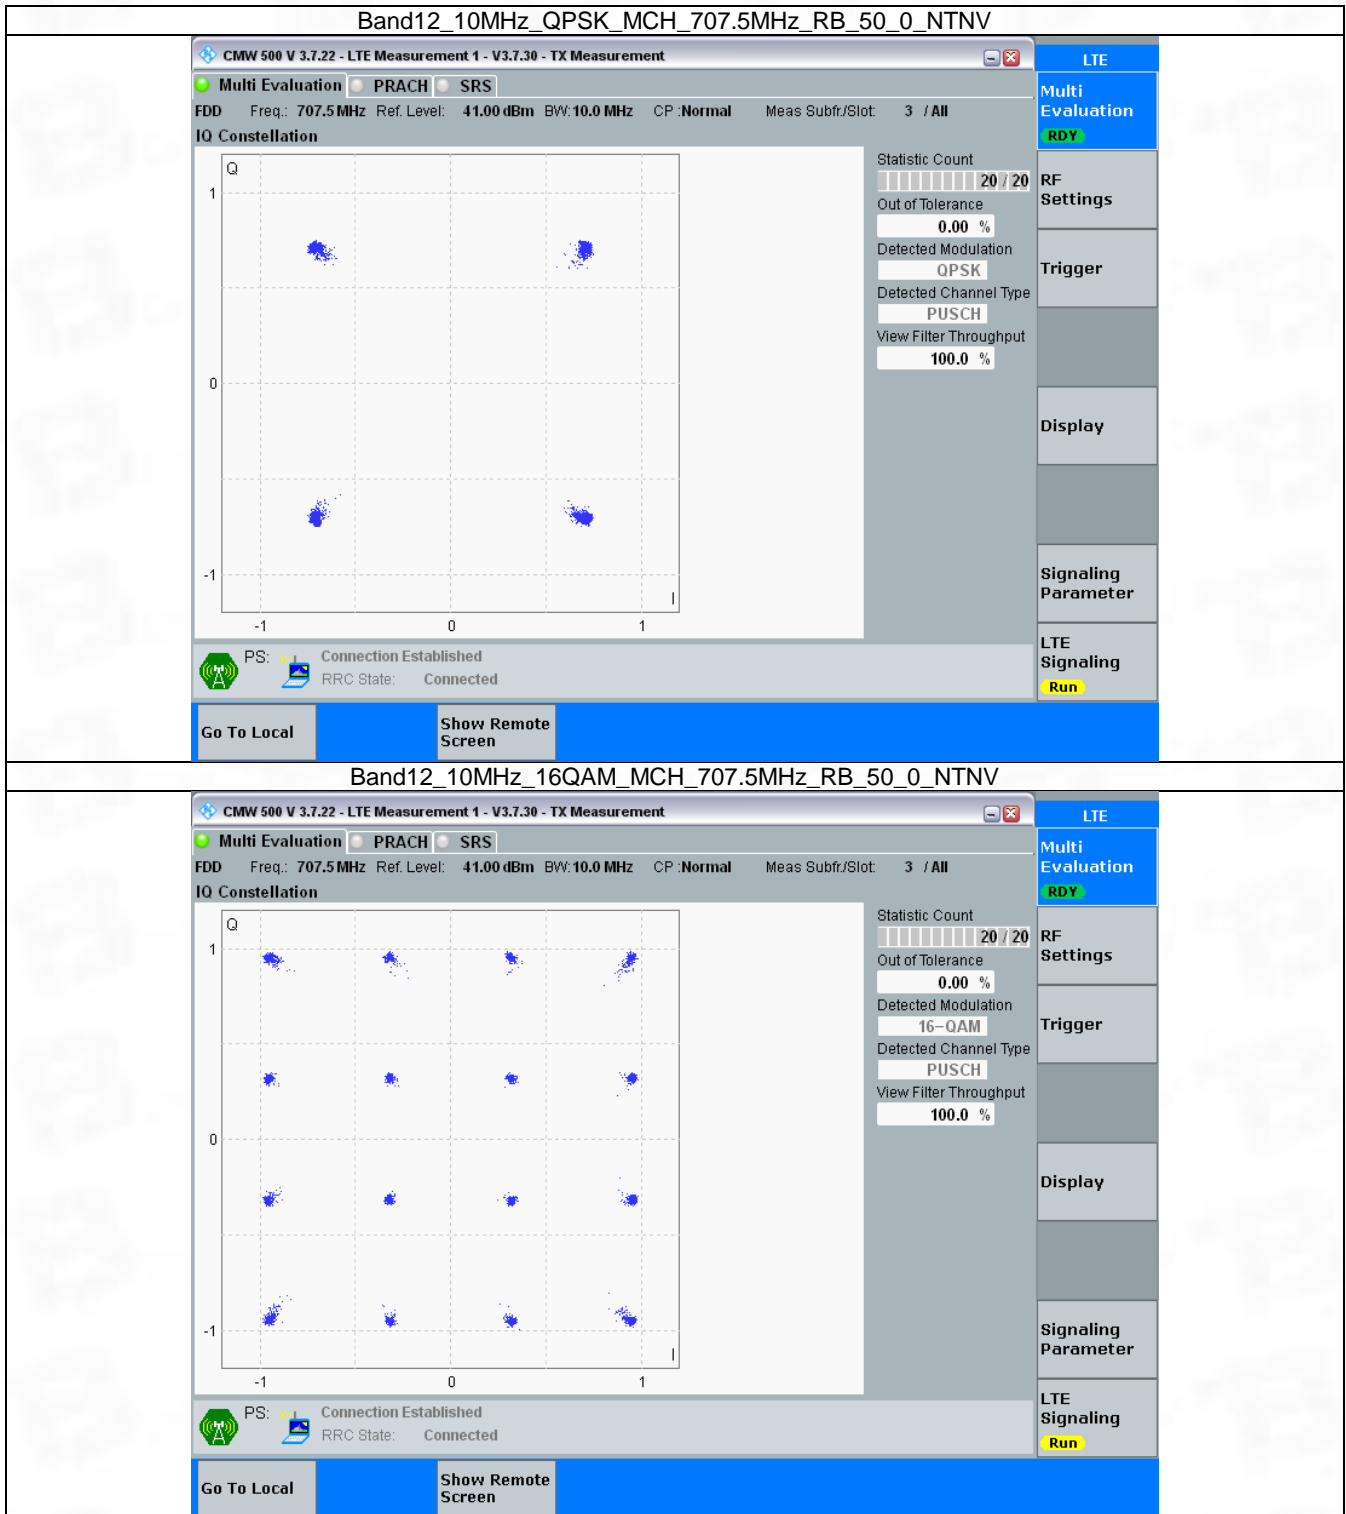 Band12_10MHz_QPSK_MCH_707.5MHz_RB_50_0_NTNV
CMW 500 V 3.7.22 - LTE Measurement 1 - V3.7.30 - TX Measurement
LTE
Multi Evaluation PRACH SRS
Multi
Evaluation
RDY
FDD Freq.: 707.5 MHz Ref. Level: 41.00 dBm BW: 10.0 MHz CP :Normal Meas Subfr./Slot: 3 / All
IQ Constellation
Q
1
0
-1
I
-1 0 1
Statistic Count
20 / 20
Out of Tolerance
0.00 %
Detected Modulation
QPSK
Detected Channel Type
PUSCH
View Filter Throughput
100.0 %
RF
Settings
Trigger
Display
Signaling
Parameter
LTE
Signaling
Run
PS: Connection Established
RRC State: Connected
Go To Local
Show Remote
Screen
Band12_10MHz_16QAM_MCH_707.5MHz_RB_50_0_NTNV
CMW 500 V 3.7.22 - LTE Measurement 1 - V3.7.30 - TX Measurement
LTE
Multi Evaluation PRACH SRS
Multi
Evaluation
RDY
FDD Freq.: 707.5 MHz Ref. Level: 41.00 dBm BW: 10.0 MHz CP :Normal Meas Subfr./Slot: 3 / All
IQ Constellation
Q
1
0
-1
I
-1 0 1
Statistic Count
20 / 20
Out of Tolerance
0.00 %
Detected Modulation
16-QAM
Detected Channel Type
PUSCH
View Filter Throughput
100.0 %
RF
Settings
Trigger
Display
Signaling
Parameter
LTE
Signaling
Run
PS: Connection Established
RRC State: Connected
Go To Local
Show Remote
Screen